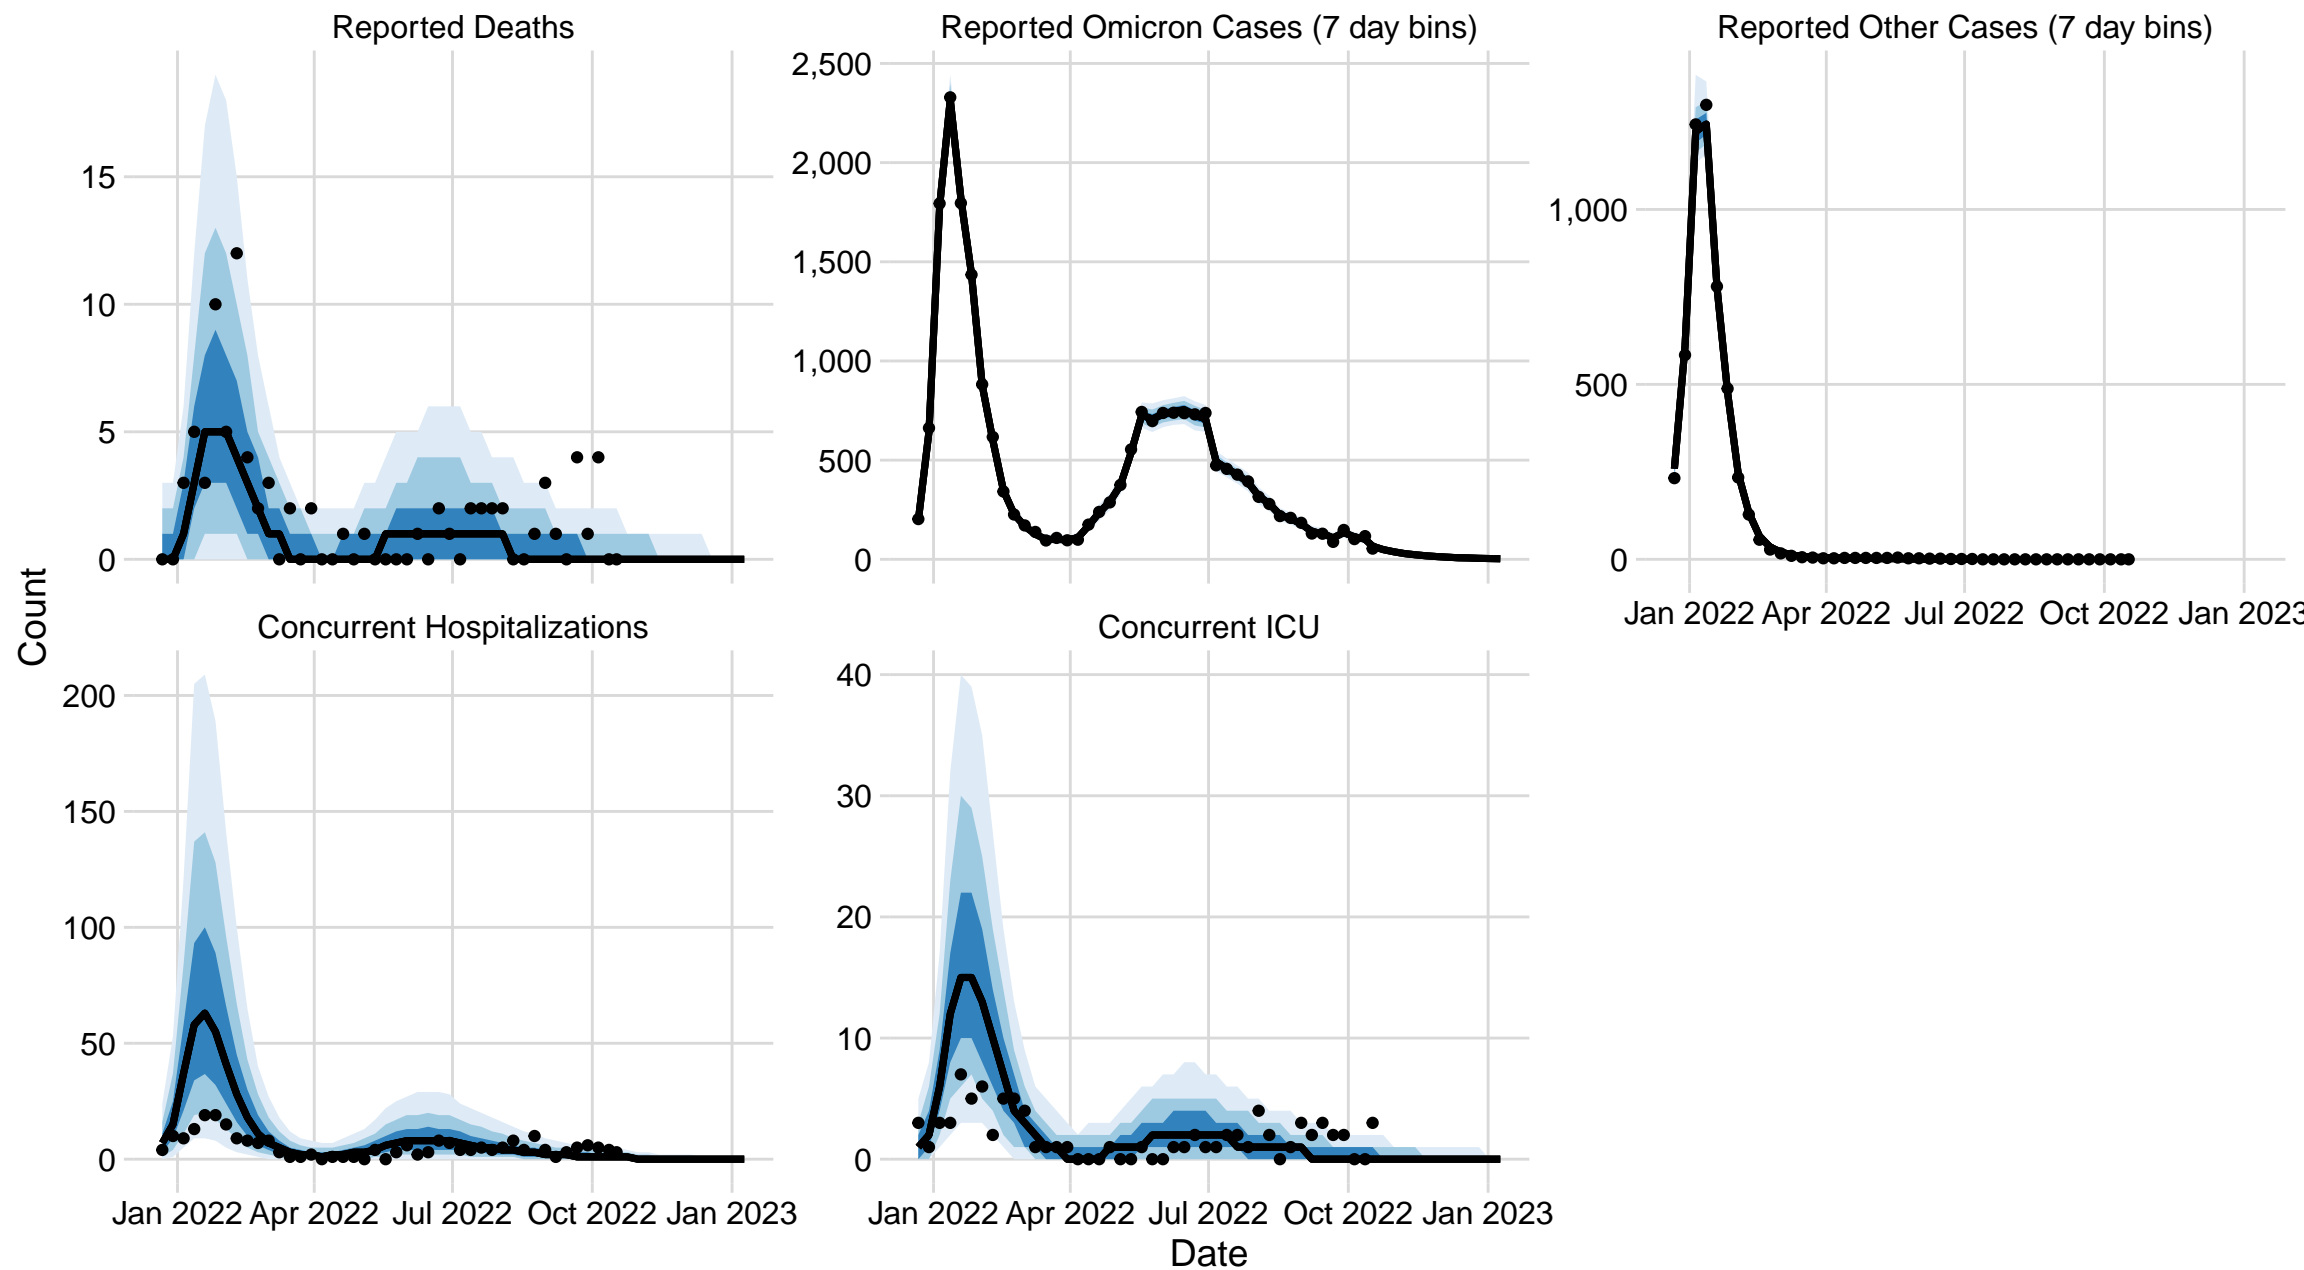 Reported Deaths
Reported Omicron Cases (7 day bins)
Reported Other Cases (7 day bins)
15
10
5
0
2,500
2,000
1,500
1,000
500
0
1,000
500
0
Jan 2022 Apr 2022 Jul 2022 Oct 2022 Jan 2023
Count
Concurrent Hospitalizations
Concurrent ICU
200
150
100
50
0
40
30
20
10
0
Jan 2022 Apr 2022 Jul 2022 Oct 2022 Jan 2023
Jan 2022 Apr 2022 Jul 2022 Oct 2022 Jan 2023
Date